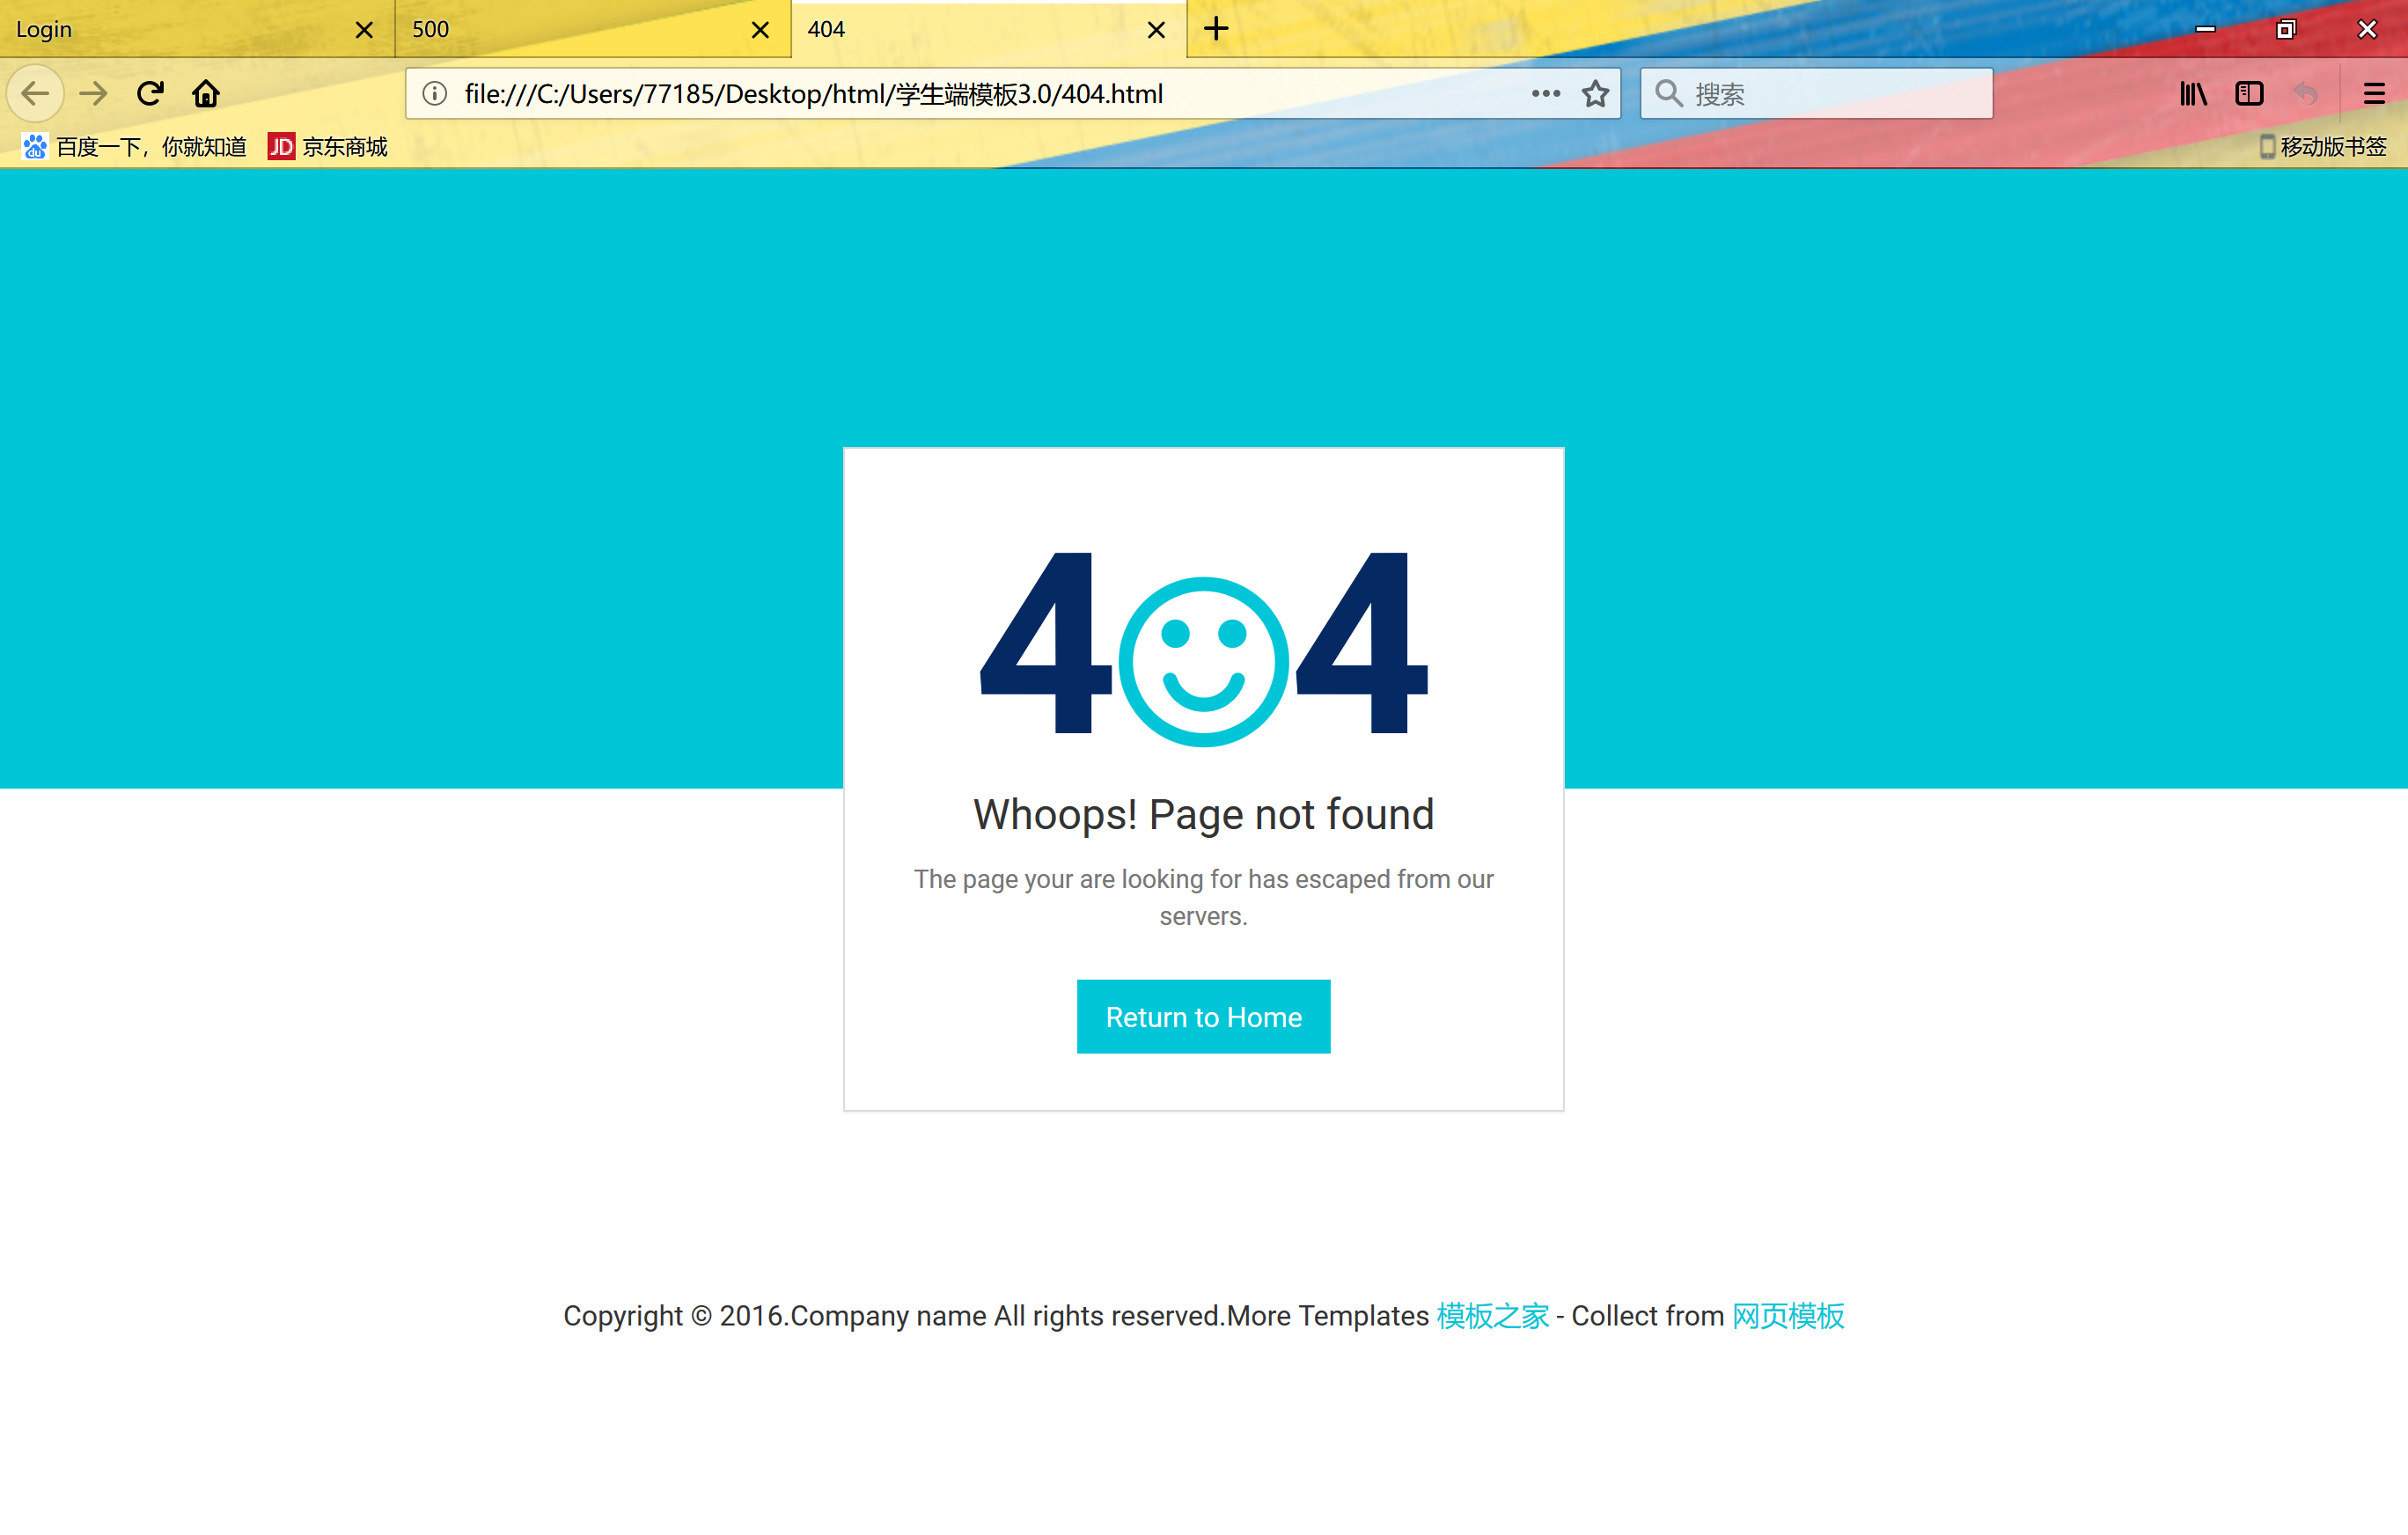 Login
500
404
file:///C:/Users/77185/Desktop/html/学生端模板3.0/404.html
搜索
百度一下，你就知道
JD 京东商城
移动版书签
4 4
Whoops! Page not found
The page your are looking for has escaped from our
servers.
Return to Home
Copyright © 2016.Company name All rights reserved.More Templates 模板之家 - Collect from 网页模板